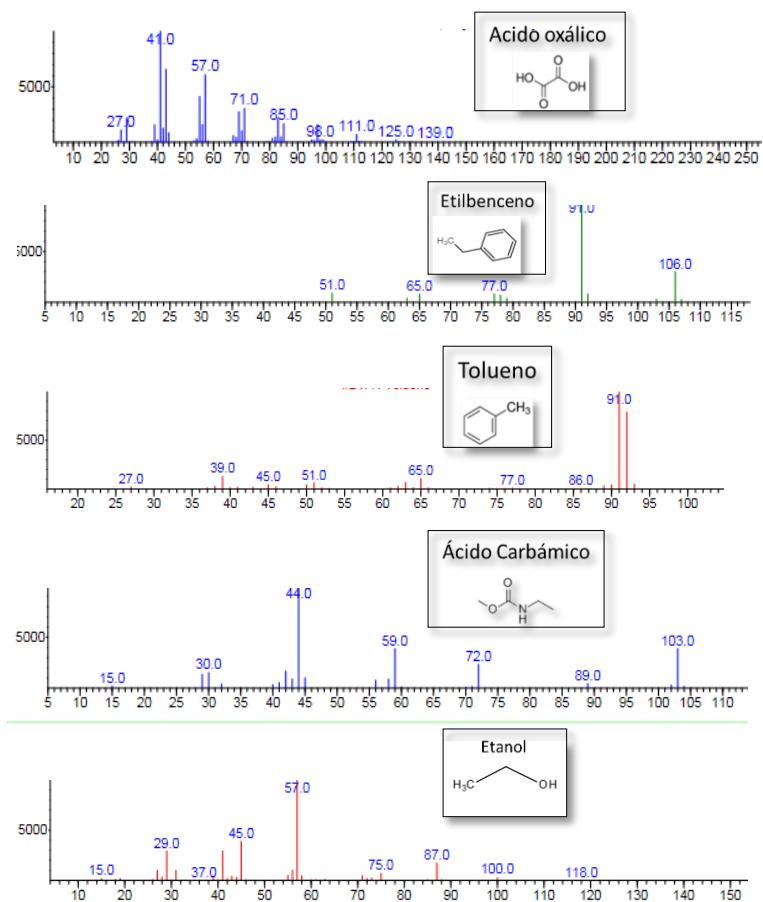 Acido oxálico
O
HO
OH
O
41.0
57.0
71.0
27.0
85.0
98.0 111.0 125.0 139.0
5000
10 20 30 40 50 60 70 80 90 100 110 120 130 140 150 160 170 180 190 200 210 220 230 240 250
Etilbenceno
H₃C
91.0
106.0
51.0 65.0 77.0
5000
5 10 15 20 25 30 35 40 45 50 55 60 65 70 75 80 85 90 95 100 105 110 115
Tolueno
CH₃
91.0
27.0 39.0 45.0 51.0 65.0 77.0 86.0
5000
20 25 30 35 40 45 50 55 60 65 70 75 80 85 90 95 100
Ácido Carbámico
O
O
N
H
44.0
59.0 103.0
72.0
15.0 30.0 89.0
5000
5 10 15 20 25 30 35 40 45 50 55 60 65 70 75 80 85 90 95 100 105 110
Etanol
H₃C
OH
57.0
45.0
29.0
87.0
15.0 37.0 75.0 100.0 118.0
5000
10 20 30 40 50 60 70 80 90 100 110 120 130 140 150